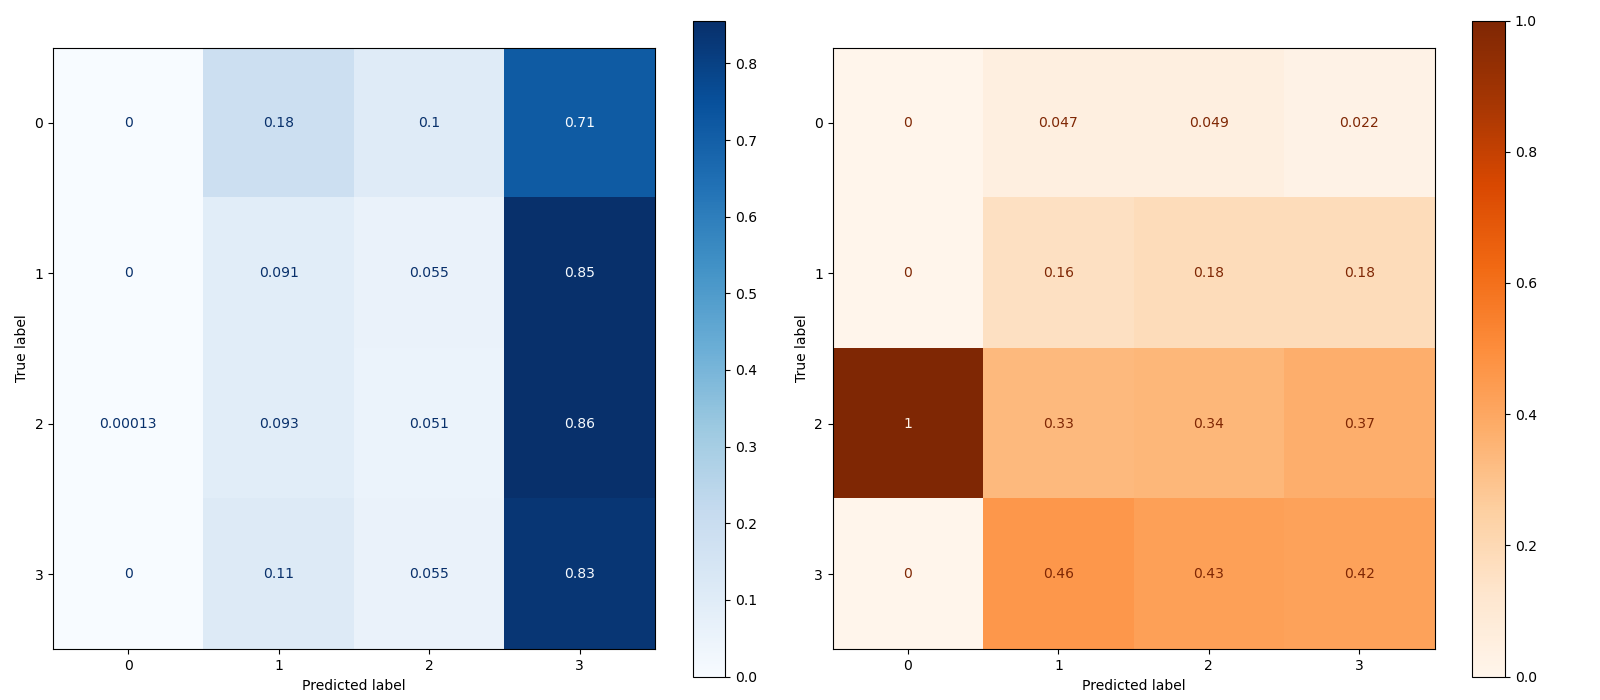 0 0 0.18 0.1 0.71
1 0 0.091 0.055 0.85
2 0.00013 0.093 0.051 0.86
3 0 0.11 0.055 0.83
0 1 2 3
Predicted label
True label
0.8
0.7
0.6
0.5
0.4
0.3
0.2
0.1
0.0
0 0 0.047 0.049 0.022
1 0 0.16 0.18 0.18
2 1 0.33 0.34 0.37
3 0 0.46 0.43 0.42
0 1 2 3
Predicted label
True label
1.0
0.8
0.6
0.4
0.2
0.0